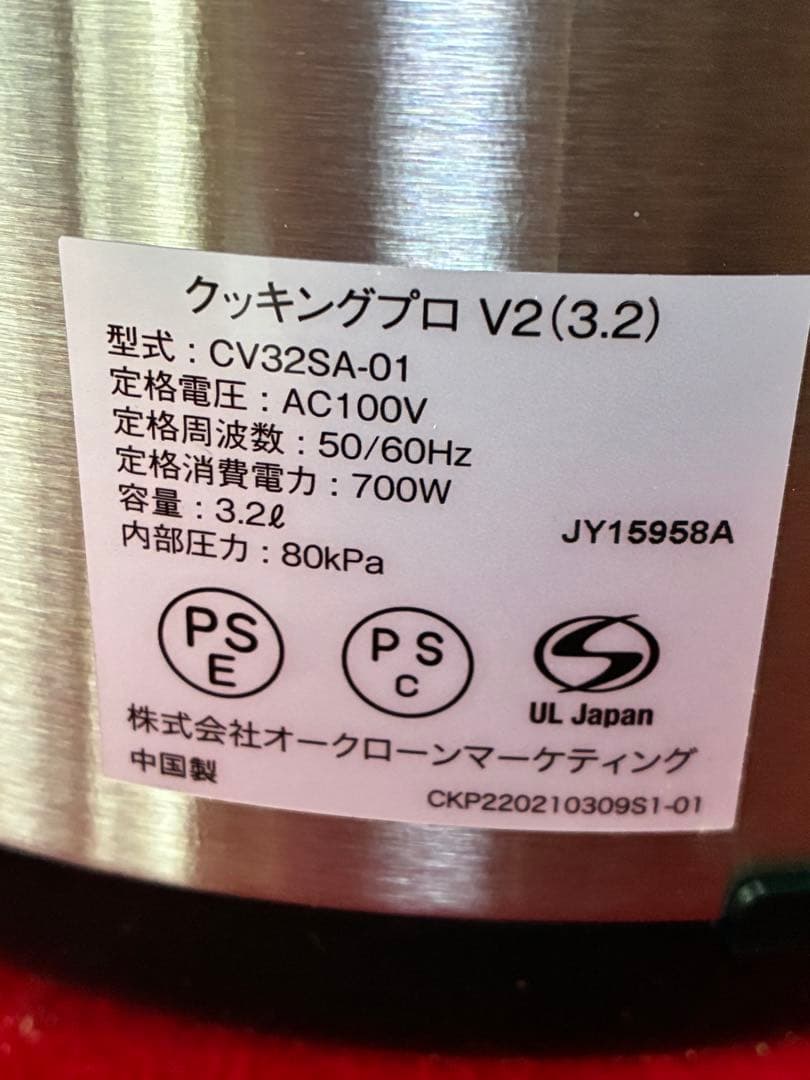 クッキングプロ V2(3.2)
型式：CV32SA-01
定格電圧：AC100V
定格周波数：50/60Hz
定格消費電力：700W
容量：3.2ℓ
内部圧力：80kPa
JY15958A
PS
E
PS
C
UL Japan
株式会社オークローンマーケティング
中国製
CKP220210309S1-01